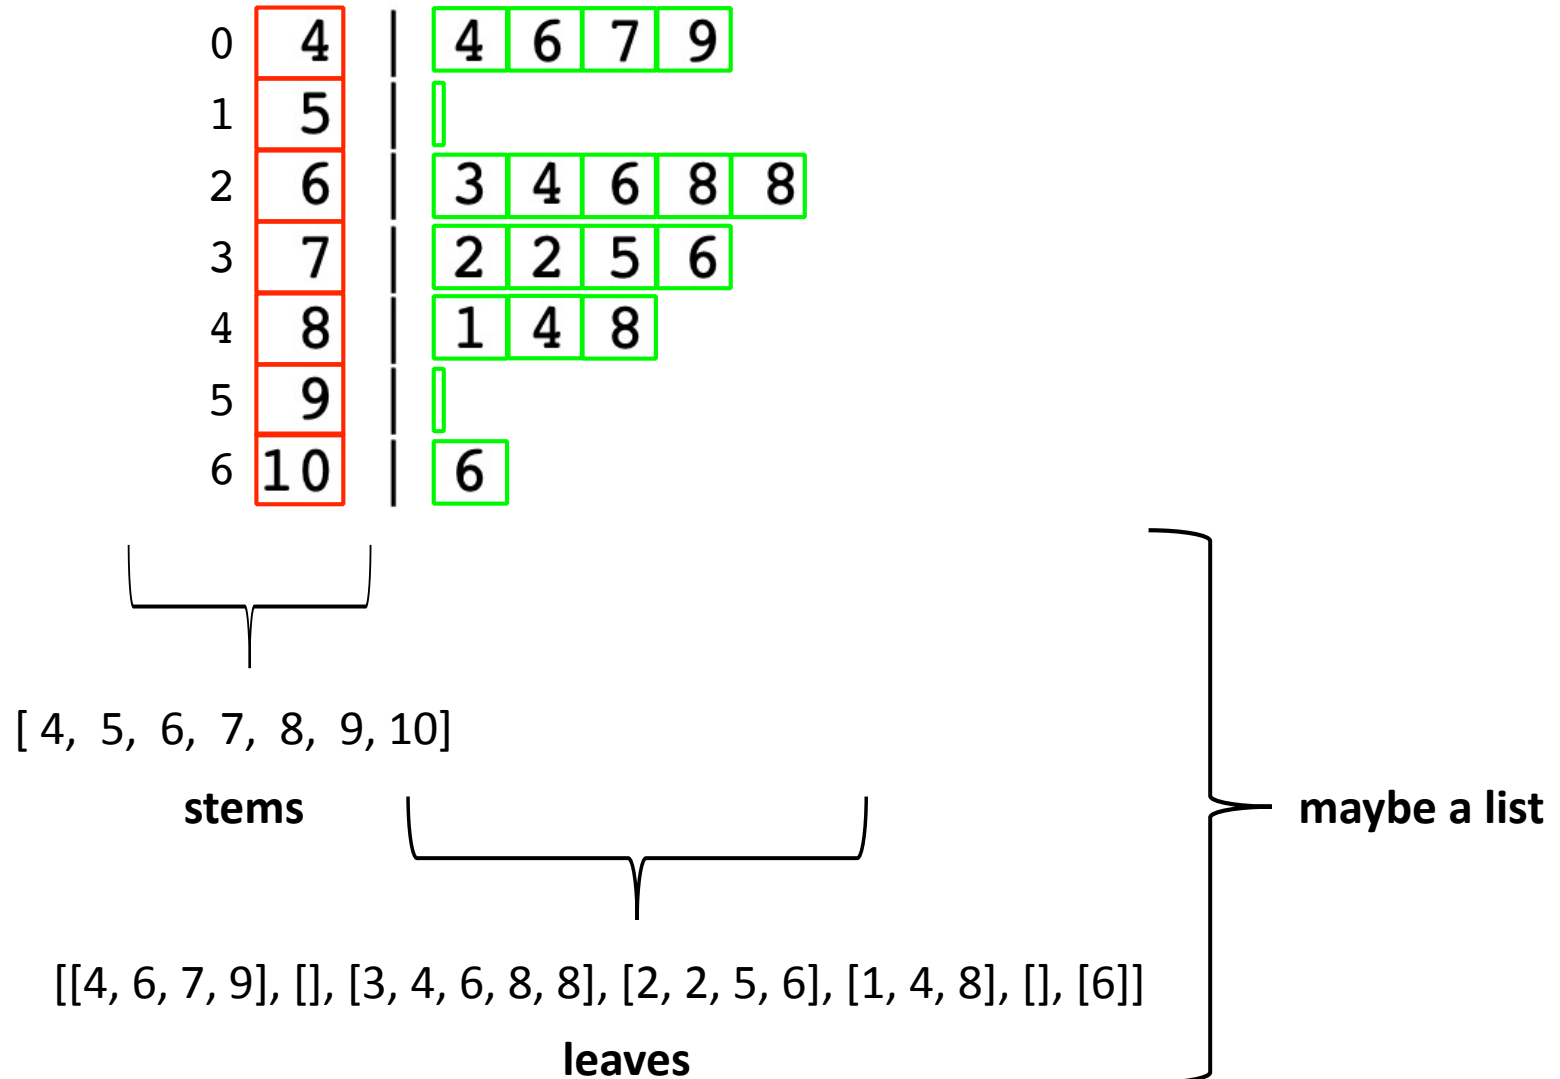 0 4 | 4 6 7 9
1 5 |
2 6 | 3 4 6 8 8
3 7 | 2 2 5 6
4 8 | 1 4 8
5 9 |
6 10 | 6
[ 4, 5, 6, 7, 8, 9, 10]
stems
maybe a list
[[4, 6, 7, 9], [], [3, 4, 6, 8, 8], [2, 2, 5, 6], [1, 4, 8], [], [6]]
leaves